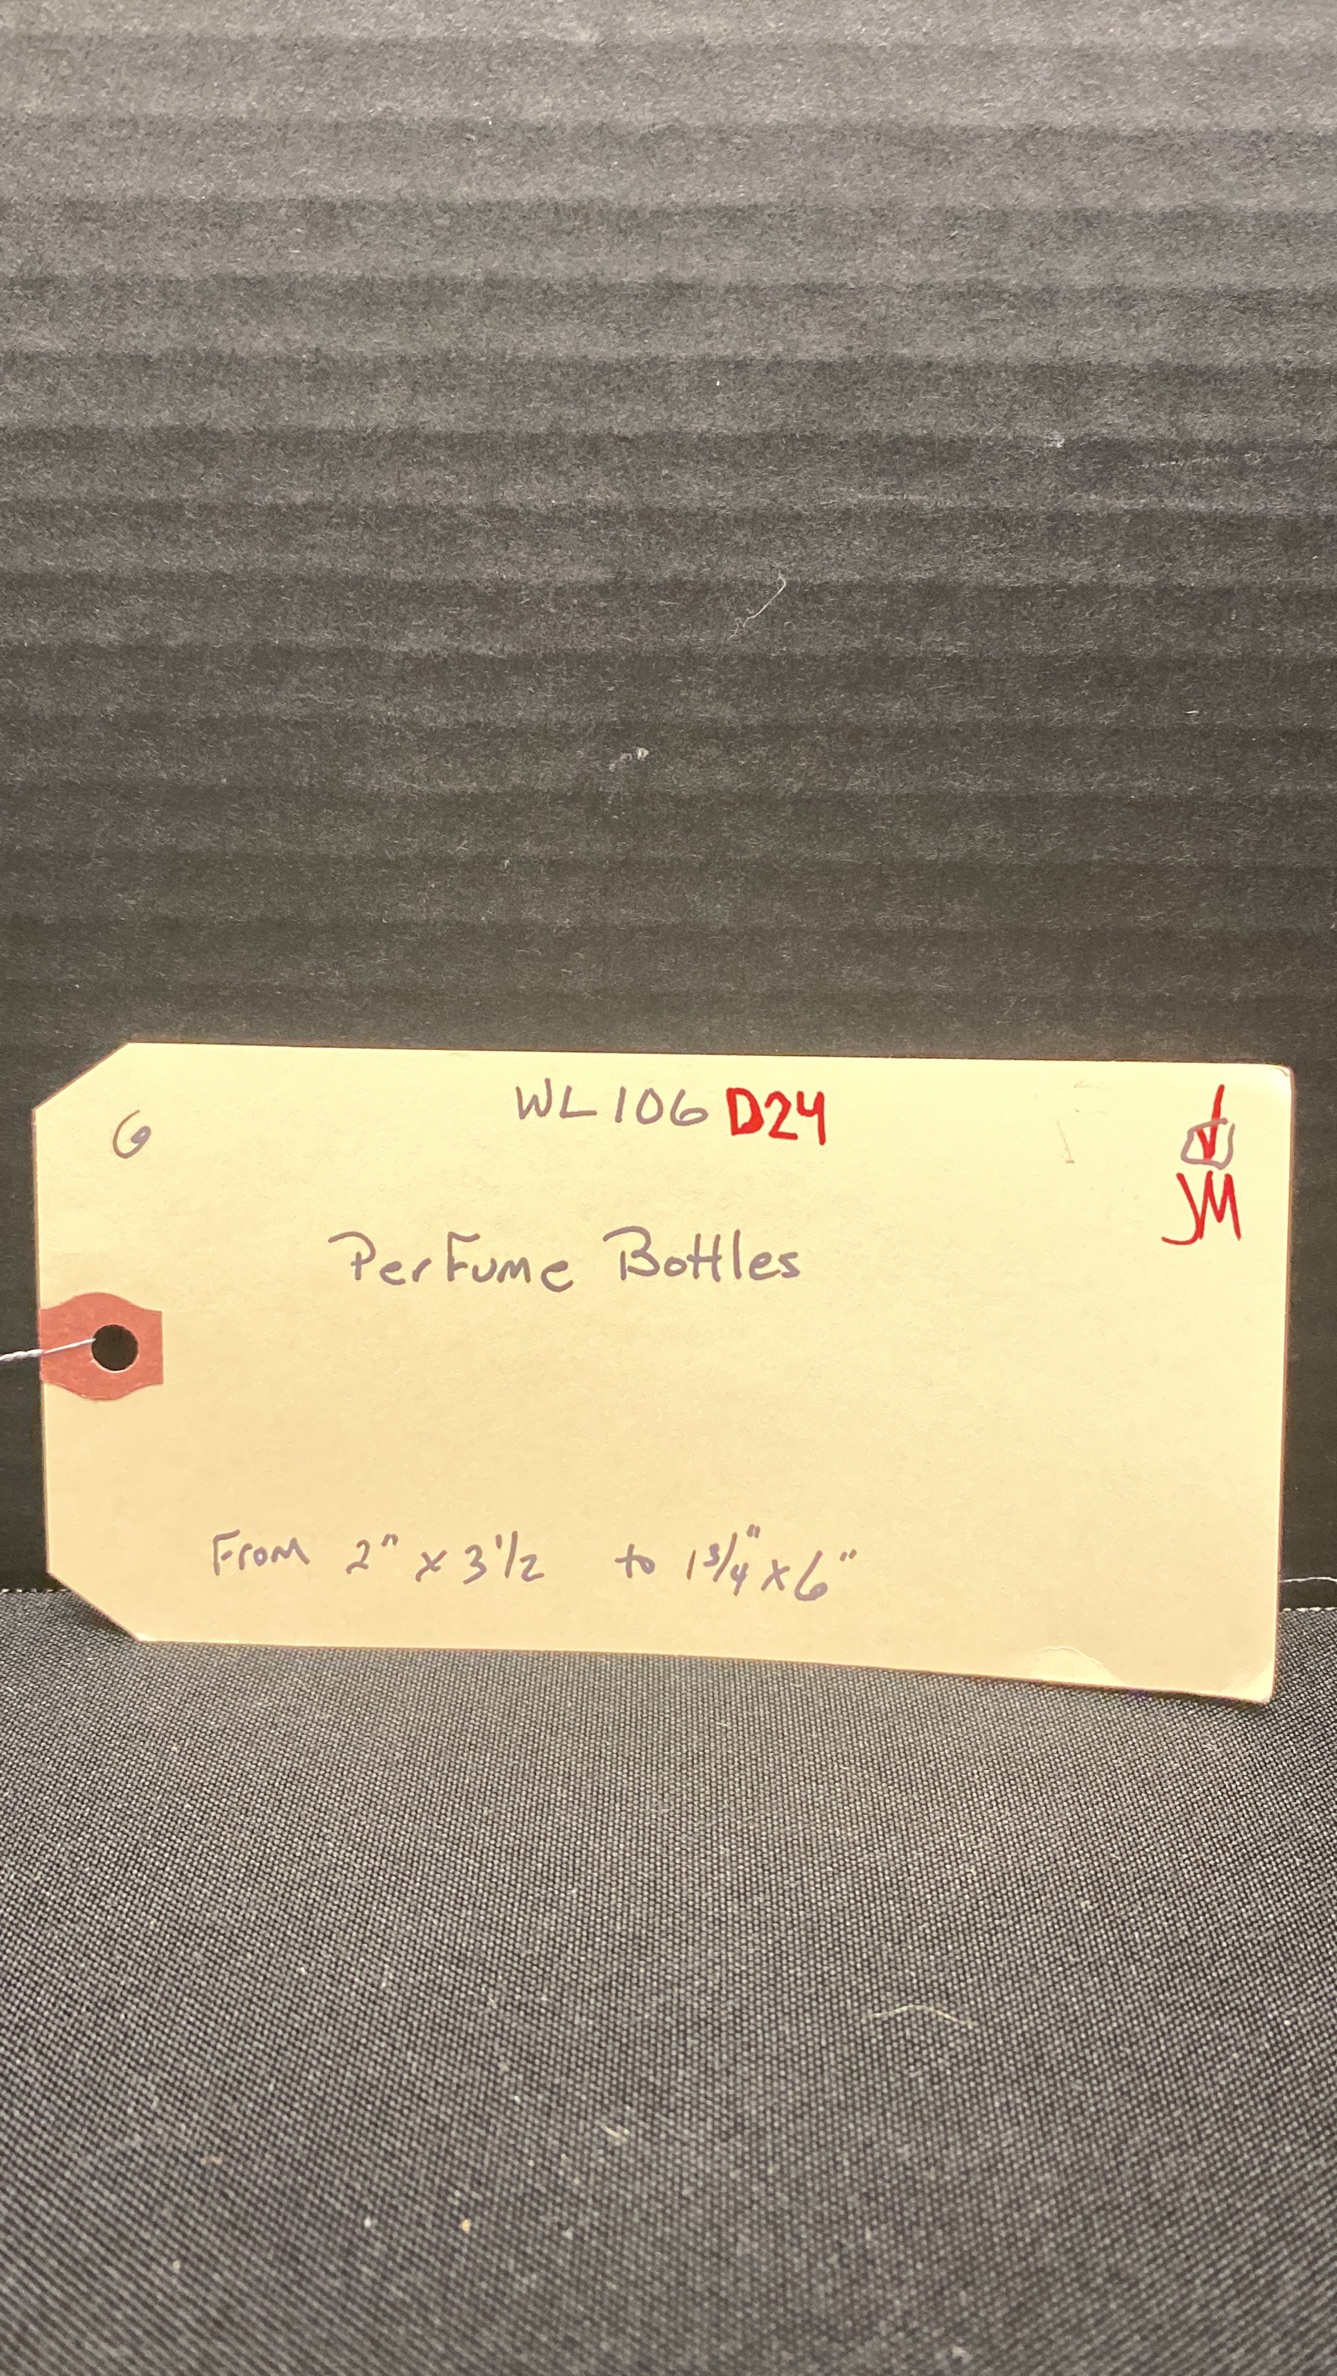 6 WL106 D24
JM
PerFume Bottles
From 2" x 3 1/2 to 1 3/4" x 6"